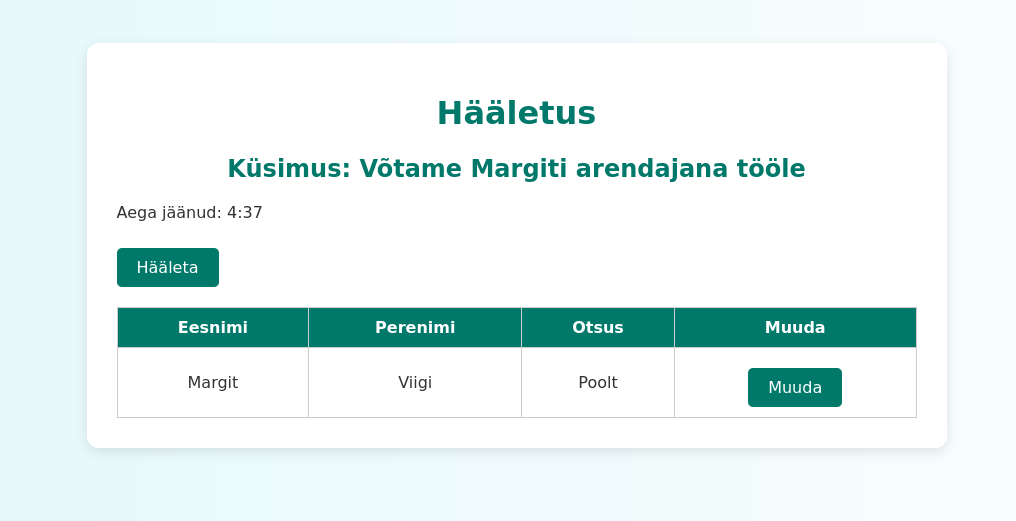 Hääletus
Küsimus: Võtame Margiti arendajana tööle
Aega jäänud: 4:37
Hääleta
Eesnimi Perenimi Otsus Muuda
Margit Viigi Poolt Muuda